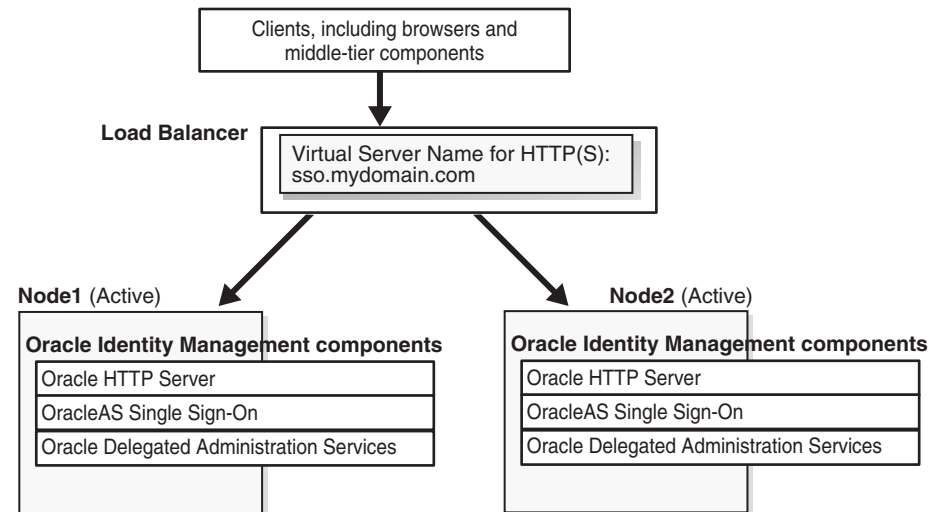 Clients, including browsers and
middle-tier components
Load Balancer
Virtual Server Name for HTTP(S):
sso.mydomain.com
Node1 (Active)
Oracle Identity Management components
Oracle HTTP Server
OracleAS Single Sign-On
Oracle Delegated Administration Services
Node2 (Active)
Oracle Identity Management components
Oracle HTTP Server
OracleAS Single Sign-On
Oracle Delegated Administration Services